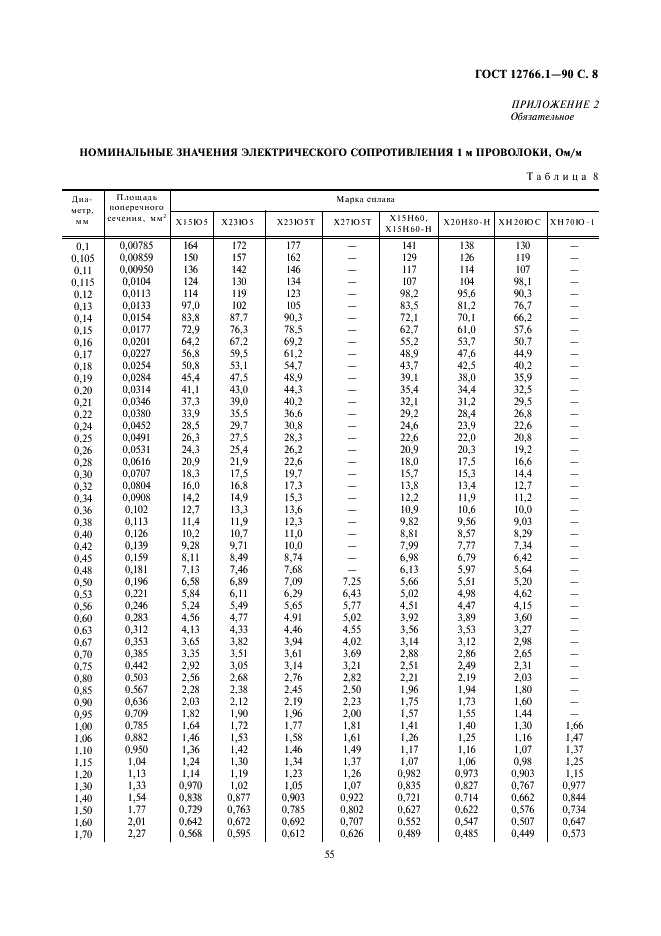 ГОСТ 12766.1—90 С. 8
ПРИЛОЖЕНИЕ 2
Обязательное
НОМИНАЛЬНЫЕ ЗНАЧЕНИЯ ЭЛЕКТРИЧЕСКОГО СОПРОТИВЛЕНИЯ 1 м ПРОВОЛОКИ, Ом/м
Таблица 8
Диаметр, мм Площадь поперечного сечения, мм² Марка сплава
Х15Ю5 Х23Ю5 Х23Ю5Т Х27Ю5Т Х15Н60, Х15Н60-Н Х20Н80-Н ХН20ЮС ХН70Ю-1
0,1 0,00785 164 172 177 — 141 138 130 —
0,105 0,00859 150 157 162 — 129 126 119 —
0,11 0,00950 136 142 146 — 117 114 107 —
0,115 0,0104 124 130 134 — 107 104 98,1 —
0,12 0,0113 114 119 123 — 98,2 95,6 90,3 —
0,13 0,0133 97,0 102 105 — 83,5 81,2 76,7 —
0,14 0,0154 83,8 87,7 90,3 — 72,1 70,1 66,2 —
0,15 0,0177 72,9 76,3 78,5 — 62,7 61,0 57,6 —
0,16 0,0201 64,2 67,2 69,2 — 55,2 53,7 50,7 —
0,17 0,0227 56,8 59,5 61,2 — 48,9 47,6 44,9 —
0,18 0,0254 50,8 53,1 54,7 — 43,7 42,5 40,2 —
0,19 0,0284 45,4 47,5 48,9 — 39,1 38,0 35,9 —
0,20 0,0314 41,1 43,0 44,3 — 35,4 34,4 32,5 —
0,21 0,0346 37,3 39,0 40,2 — 32,1 31,2 29,5 —
0,22 0,0380 33,9 35,5 36,6 — 29,2 28,4 26,8 —
0,24 0,0452 28,5 29,7 30,8 — 24,6 23,9 22,6 —
0,25 0,0491 26,3 27,5 28,3 — 22,6 22,0 20,8 —
0,26 0,0531 24,3 25,4 26,2 — 20,9 20,3 19,2 —
0,28 0,0616 20,9 21,9 22,6 — 18,0 17,5 16,6 —
0,30 0,0707 18,3 17,5 19,7 — 15,7 15,3 14,4 —
0,32 0,0804 16,0 16,8 17,3 — 13,8 13,4 12,7 —
0,34 0,0908 14,2 14,9 15,3 — 12,2 11,9 11,2 —
0,36 0,102 12,7 13,3 13,6 — 10,9 10,6 10,0 —
0,38 0,113 11,4 11,9 12,3 — 9,82 9,56 9,03 —
0,40 0,126 10,2 10,7 11,0 — 8,81 8,57 8,29 —
0,42 0,139 9,28 9,71 10,0 — 7,99 7,77 7,34 —
0,45 0,159 8,11 8,49 8,74 — 6,98 6,79 6,42 —
0,48 0,181 7,13 7,46 7,68 — 6,13 5,97 5,64 —
0,50 0,196 6,58 6,89 7,09 7,25 5,66 5,51 5,20 —
0,53 0,221 5,84 6,11 6,29 6,43 5,02 4,98 4,62 —
0,56 0,246 5,24 5,49 5,65 5,77 4,51 4,47 4,15 —
0,60 0,283 4,56 4,77 4,91 5,02 3,92 3,89 3,60 —
0,63 0,312 4,13 4,33 4,46 4,55 3,56 3,53 3,27 —
0,67 0,353 3,65 3,82 3,94 4,02 3,14 3,12 2,98 —
0,70 0,385 3,35 3,51 3,61 3,69 2,88 2,86 2,65 —
0,75 0,442 2,92 3,05 3,14 3,21 2,51 2,49 2,31 —
0,80 0,503 2,56 2,68 2,76 2,82 2,21 2,19 2,03 —
0,85 0,567 2,28 2,38 2,45 2,50 1,96 1,94 1,80 —
0,90 0,636 2,03 2,12 2,19 2,23 1,75 1,73 1,60 —
0,95 0,709 1,82 1,90 1,96 2,00 1,57 1,55 1,44 —
1,00 0,785 1,64 1,72 1,77 1,81 1,41 1,40 1,30 1,66
1,06 0,882 1,46 1,53 1,58 1,61 1,26 1,25 1,16 1,47
1,10 0,950 1,36 1,42 1,46 1,49 1,17 1,16 1,07 1,37
1,15 1,04 1,24 1,30 1,34 1,37 1,07 1,06 0,98 1,25
1,20 1,13 1,14 1,19 1,23 1,26 0,982 0,973 0,903 1,15
1,30 1,33 0,970 1,02 1,05 1,07 0,835 0,827 0,767 0,977
1,40 1,54 0,838 0,877 0,903 0,922 0,721 0,714 0,662 0,844
1,50 1,77 0,729 0,763 0,785 0,802 0,627 0,622 0,576 0,734
1,60 2,01 0,642 0,672 0,692 0,707 0,552 0,547 0,507 0,647
1,70 2,27 0,568 0,595 0,612 0,626 0,489 0,485 0,449 0,573
55